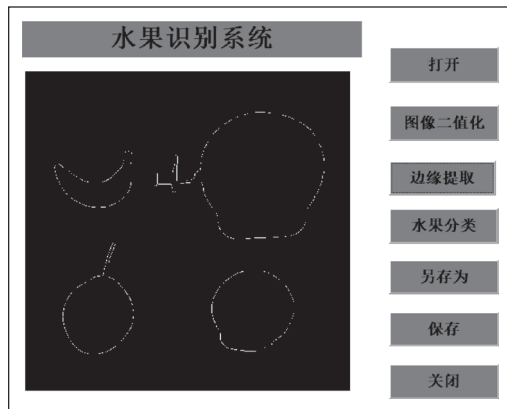 水果识别系统
打开
图像二值化
边缘提取
水果分类
另存为
保存
关闭